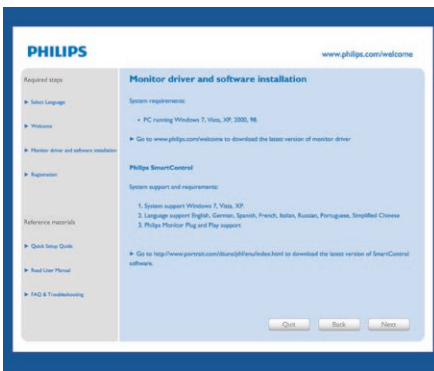 PHILIPS
www.philips.com/welcome
Required steps
Select Language
Welcome
Monitor driver and software installation
Registration
Reference materials
Quick Setup Guide
Read User Manual
FAQ & Troubleshooting
Monitor driver and software installation
System requirements:
• PC running Windows 7, Vista, XP, 2000, 98
Go to www.philips.com/welcome to download the latest version of monitor driver
Philips SmartControl
System support and requirements:
1. System support Windows 7, Vista, XP.
2. Language support English, German, Spanish, French, Italian, Russian, Portuguese, Simplified Chinese
3. Philips Monitor Plug and Play support
Go to http://www.portrait.com/dtune/phl/enu/index.html to download the latest version of SmartControl
software.
Quit
Back
Next